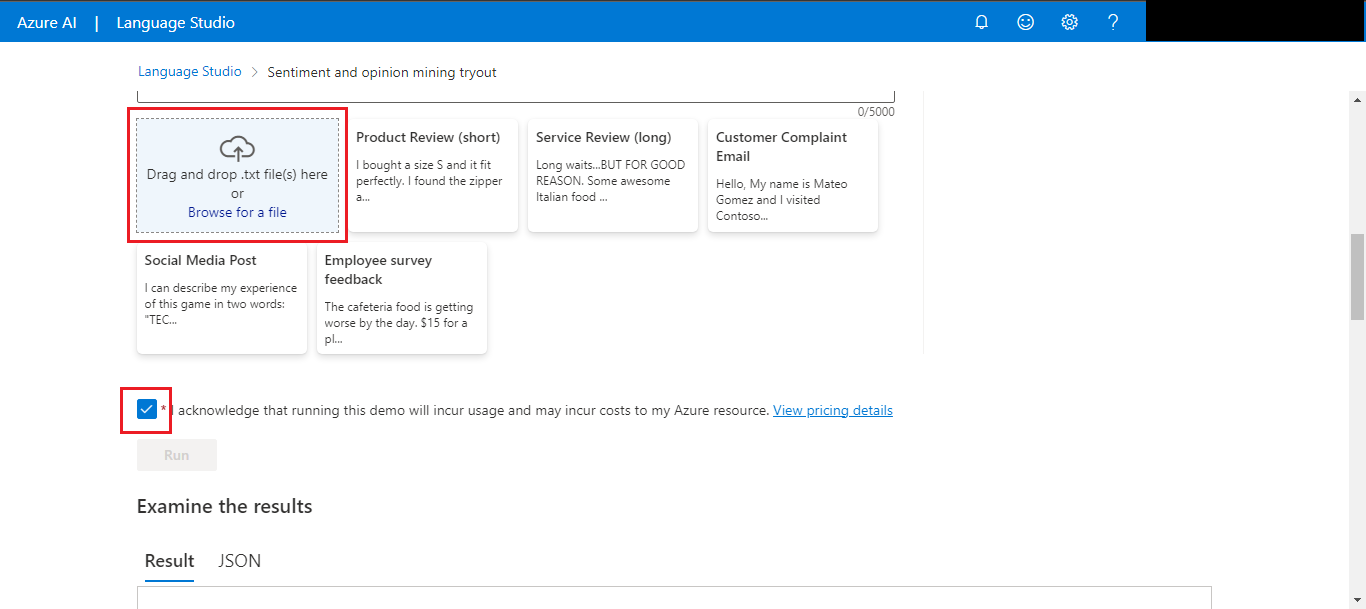 Azure AI | Language Studio
Language Studio > Sentiment and opinion mining tryout
0/5000
Drag and drop .txt file(s) here
or
Browse for a file
Product Review (short)
I bought a size S and it fit
perfectly. I found the zipper
a...
Service Review (long)
Long waits...BUT FOR GOOD
REASON. Some awesome
Italian food ...
Customer Complaint
Email
Hello, My name is Mateo
Gomez and I visited
Contoso...
Social Media Post
I can describe my experience
of this game in two words:
"TEC...
Employee survey
feedback
The cafeteria food is getting
worse by the day. $15 for a
pl...
* I acknowledge that running this demo will incur usage and may incur costs to my Azure resource. View pricing details
Run
Examine the results
Result JSON